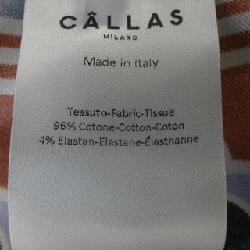 CÂLLAS
MILANO
Made in Italy
Tessuto-Fabric-Tissue
96% Cotone-Cotton-Coton
4% Elastan-Elastane-Élasthanne